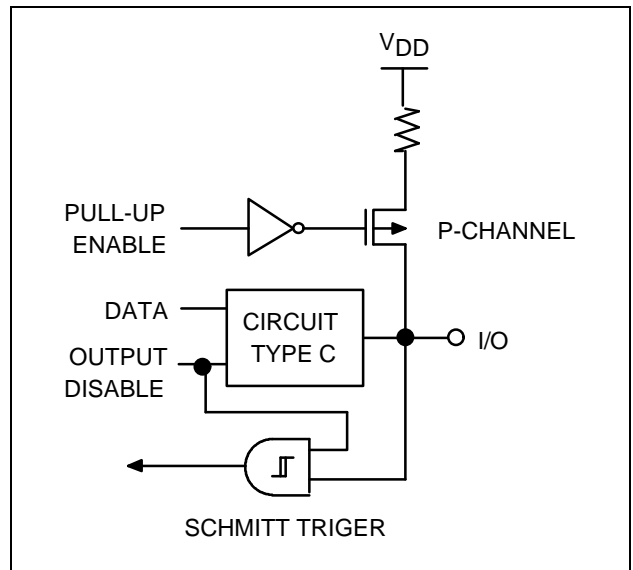 VDD
PULL-UP
ENABLE
P-CHANNEL
DATA
OUTPUT
DISABLE
CIRCUIT
TYPE C
I/O
SCHMITT TRIGER